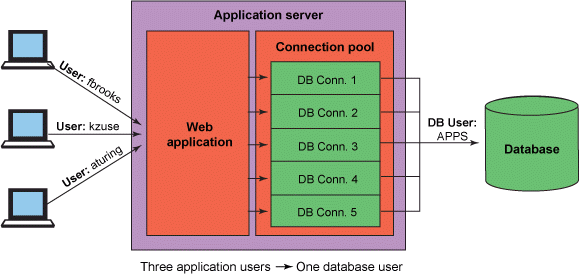 Application server
Connection pool
User: fbrooks
User: kzuse
User: aturing
Web
application
DB Conn. 1
DB Conn. 2
DB Conn. 3
DB Conn. 4
DB Conn. 5
DB User:
APPS
Database
Three application users → One database user